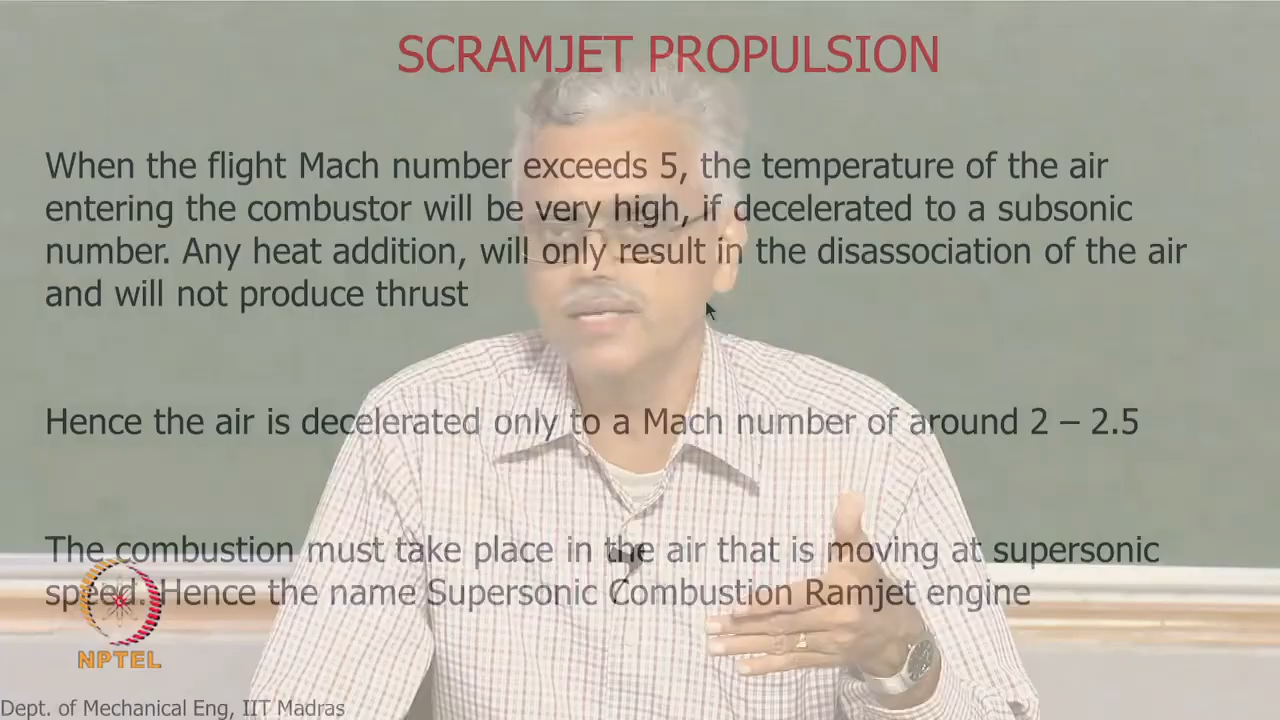 SCRAMJET PROPULSION
When the flight Mach number exceeds 5, the temperature of the air
entering the combustor will be very high, if decelerated to a subsonic
number. Any heat addition, will only result in the disassociation of the air
and will not produce thrust
Hence the air is decelerated only to a Mach number of around 2 – 2.5
The combustion must take place in the air that is moving at supersonic
speed. Hence the name Supersonic Combustion Ramjet engine
NPTEL
Dept. of Mechanical Eng, IIT Madras